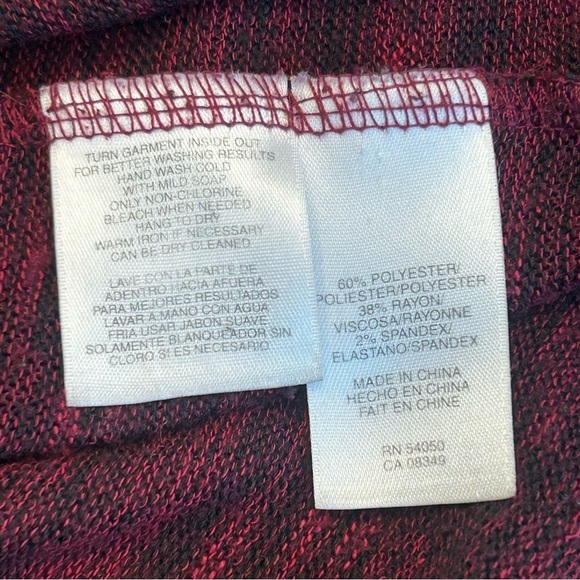 TURN GARMENT INSIDE OUT
FOR BETTER WASHING RESULTS
HAND WASH COLD
WITH MILD SOAP
ONLY NON-CHLORINE
BLEACH WHEN NEEDED
HANG TO DRY
WARM IRON IF NECESSARY
CAN BE DRY CLEANED
LAVE CON LA PARTE DE
ADENTRO HACIA AFUERA
PARA MEJORES RESULTADOS
LAVAR A MANO CON AGUA
FRIA USAR JABON SUAVE
SOLAMENTE BLANQUEADOR SIN
CLORO SI ES NECESARIO
60% POLYESTER/
POLIESTER/POLYESTER
38% RAYON/
VISCOSA/RAYONNE
2% SPANDEX/
ELASTANO/SPANDEX
MADE IN CHINA
HECHO EN CHINA
FAIT EN CHINE
RN 54050
CA 08349